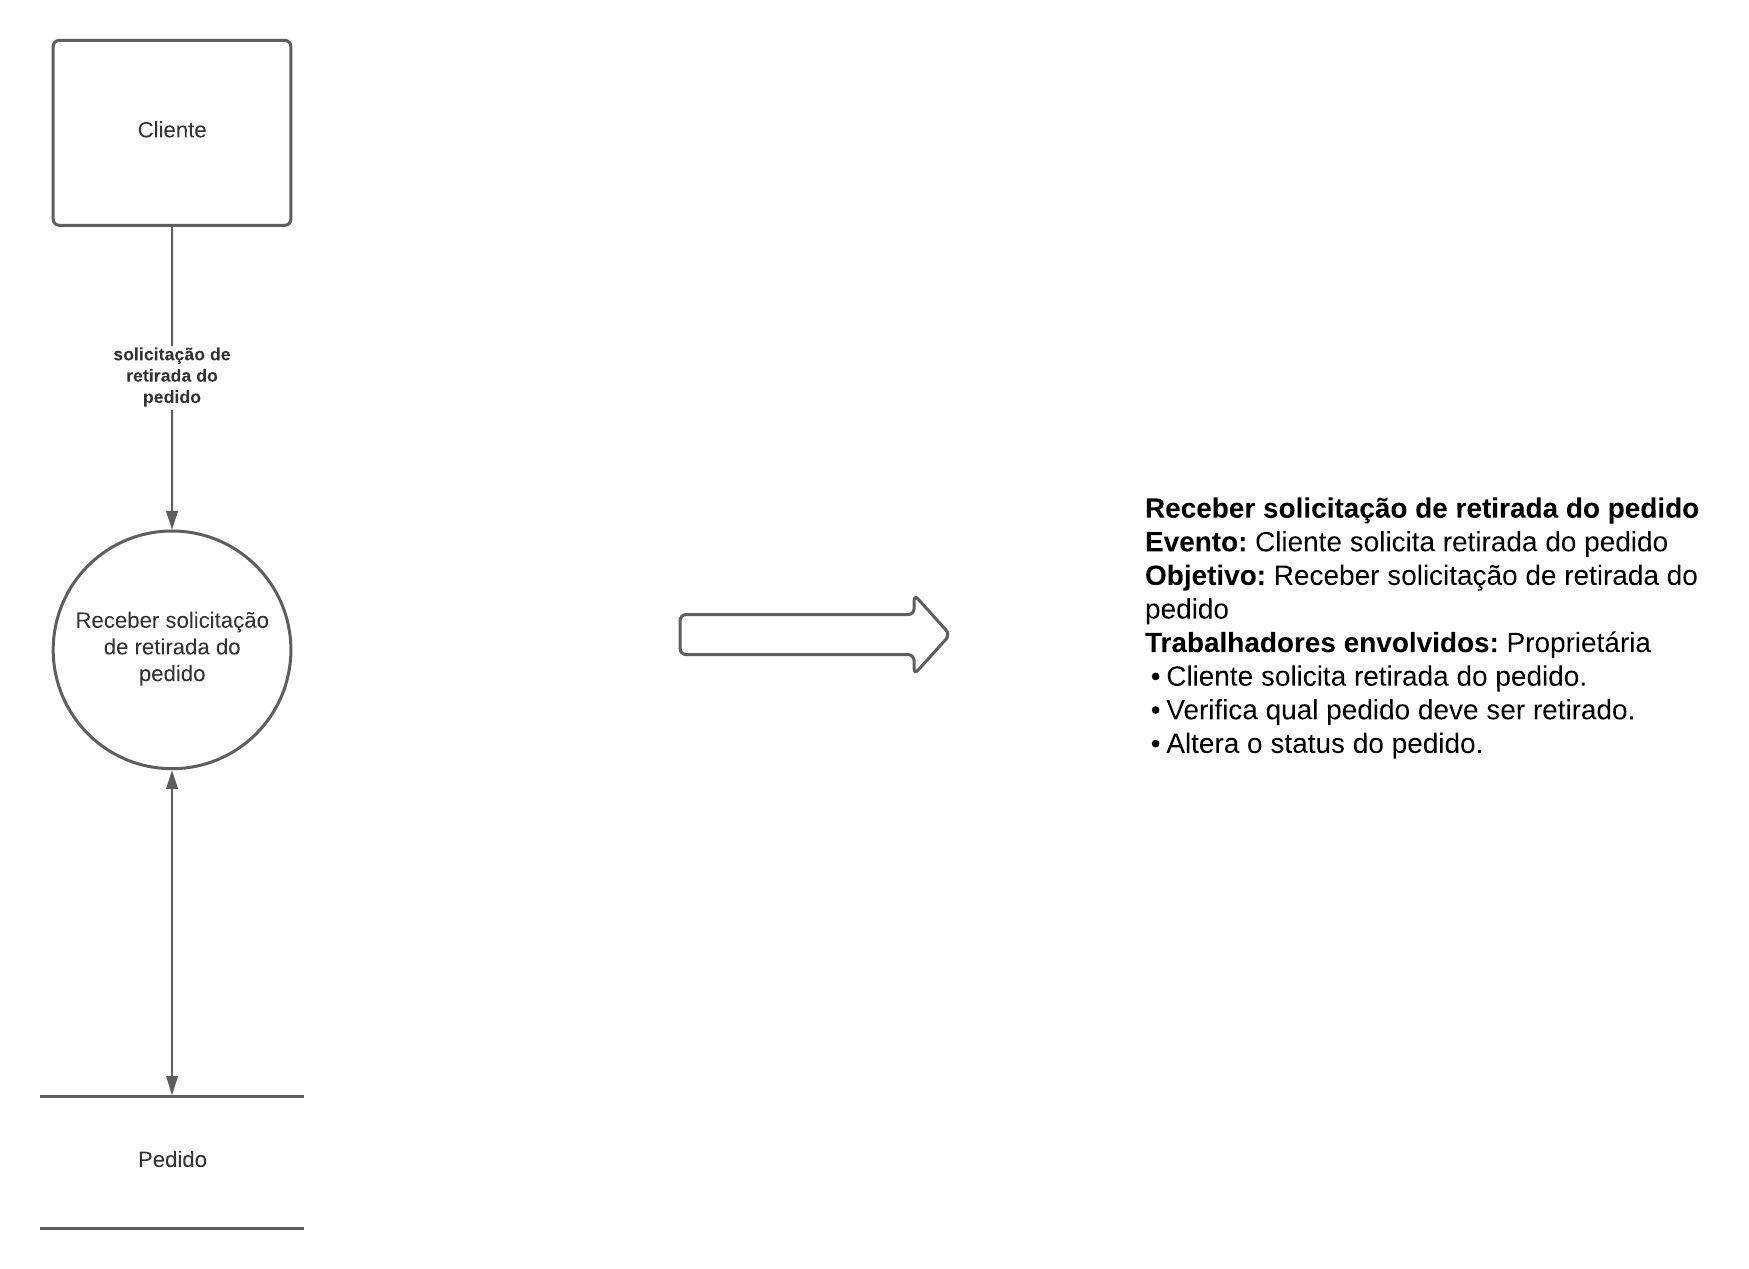 Cliente
solicitação de
retirada do
pedido
Receber solicitação
de retirada do
pedido
Pedido
Receber solicitação de retirada do pedido
Evento: Cliente solicita retirada do pedido
Objetivo: Receber solicitação de retirada do
pedido
Trabalhadores envolvidos: Proprietária
• Cliente solicita retirada do pedido.
• Verifica qual pedido deve ser retirado.
• Altera o status do pedido.